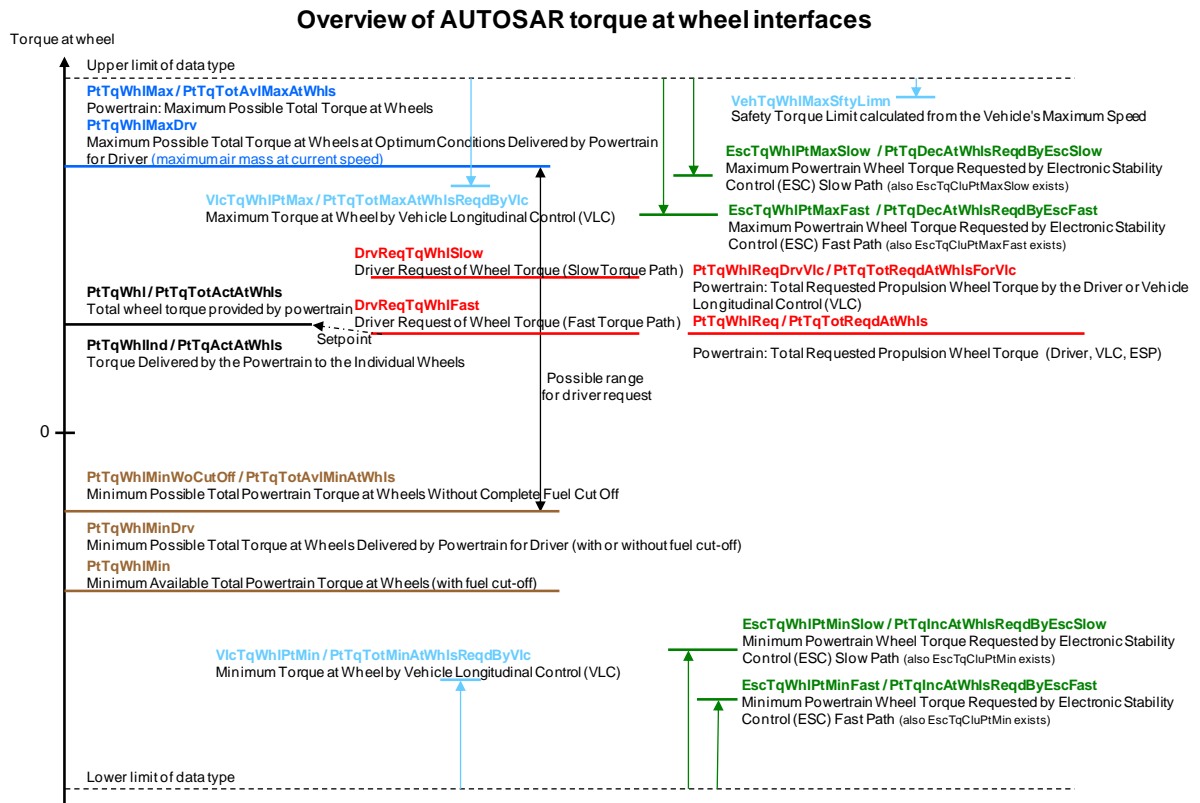 Overview of AUTOSAR torque at wheel interfaces
Torque at wheel
Upper limit of data type
PtTqWhlMax / PtTqTotAvlMaxAtWhls
Powertrain: Maximum Possible Total Torque at Wheels
PtTqWhlMaxDrv
Maximum Possible Total Torque at Wheels at Optimum Conditions Delivered by Powertrain
for Driver (maximum air mass at current speed)
VehTqWhlMaxSftyLimn
Safety Torque Limit calculated from the Vehicle's Maximum Speed
EscTqWhlPtMaxSlow / PtTqDecAtWhlsReqdByEscSlow
Maximum Powertrain Wheel Torque Requested by Electronic Stability
Control (ESC) Slow Path (also EscTqCluPtMaxSlow exists)
VlcTqWhlPtMax / PtTqTotMaxAtWhlsReqdByVlc
Maximum Torque at Wheel by Vehicle Longitudinal Control (VLC)
EscTqWhlPtMaxFast / PtTqDecAtWhlsReqdByEscFast
Maximum Powertrain Wheel Torque Requested by Electronic Stability
Control (ESC) Fast Path (also EscTqCluPtMaxFast exists)
DrvReqTqWhlSlow
Driver Request of Wheel Torque (Slow Torque Path)
PtTqWhlReqDrvVlc / PtTqTotReqdAtWhlsForVlc
Powertrain: Total Requested Propulsion Wheel Torque by the Driver or Vehicle
Longitudinal Control (VLC)
PtTqWhl / PtTqTotActAtWhls
Total wheel torque provided by powertrain
DrvReqTqWhlFast
Driver Request of Wheel Torque (Fast Torque Path)
PtTqWhlReq / PtTqTotReqdAtWhls
Setpoint
PtTqWhlInd / PtTqActAtWhls
Torque Delivered by the Powertrain to the Individual Wheels
Powertrain: Total Requested Propulsion Wheel Torque (Driver, VLC, ESP)
Possible range
for driver request
0
PtTqWhlMinWoCutOff / PtTqTotAvlMinAtWhls
Minimum Possible Total Powertrain Torque at Wheels Without Complete Fuel Cut Off
PtTqWhlMinDrv
Minimum Possible Total Torque at Wheels Delivered by Powertrain for Driver (with or without fuel cut-off)
PtTqWhlMin
Minimum Available Total Powertrain Torque at Wheels (with fuel cut-off)
EscTqWhlPtMinSlow / PtTqIncAtWhlsReqdByEscSlow
Minimum Powertrain Wheel Torque Requested by Electronic Stability
Control (ESC) Slow Path (also EscTqCluPtMin exists)
VlcTqWhlPtMin / PtTqTotMinAtWhlsReqdByVlc
Minimum Torque at Wheel by Vehicle Longitudinal Control (VLC)
EscTqWhlPtMinFast / PtTqIncAtWhlsReqdByEscFast
Minimum Powertrain Wheel Torque Requested by Electronic Stability
Control (ESC) Fast Path (also EscTqCluPtMin exists)
Lower limit of data type